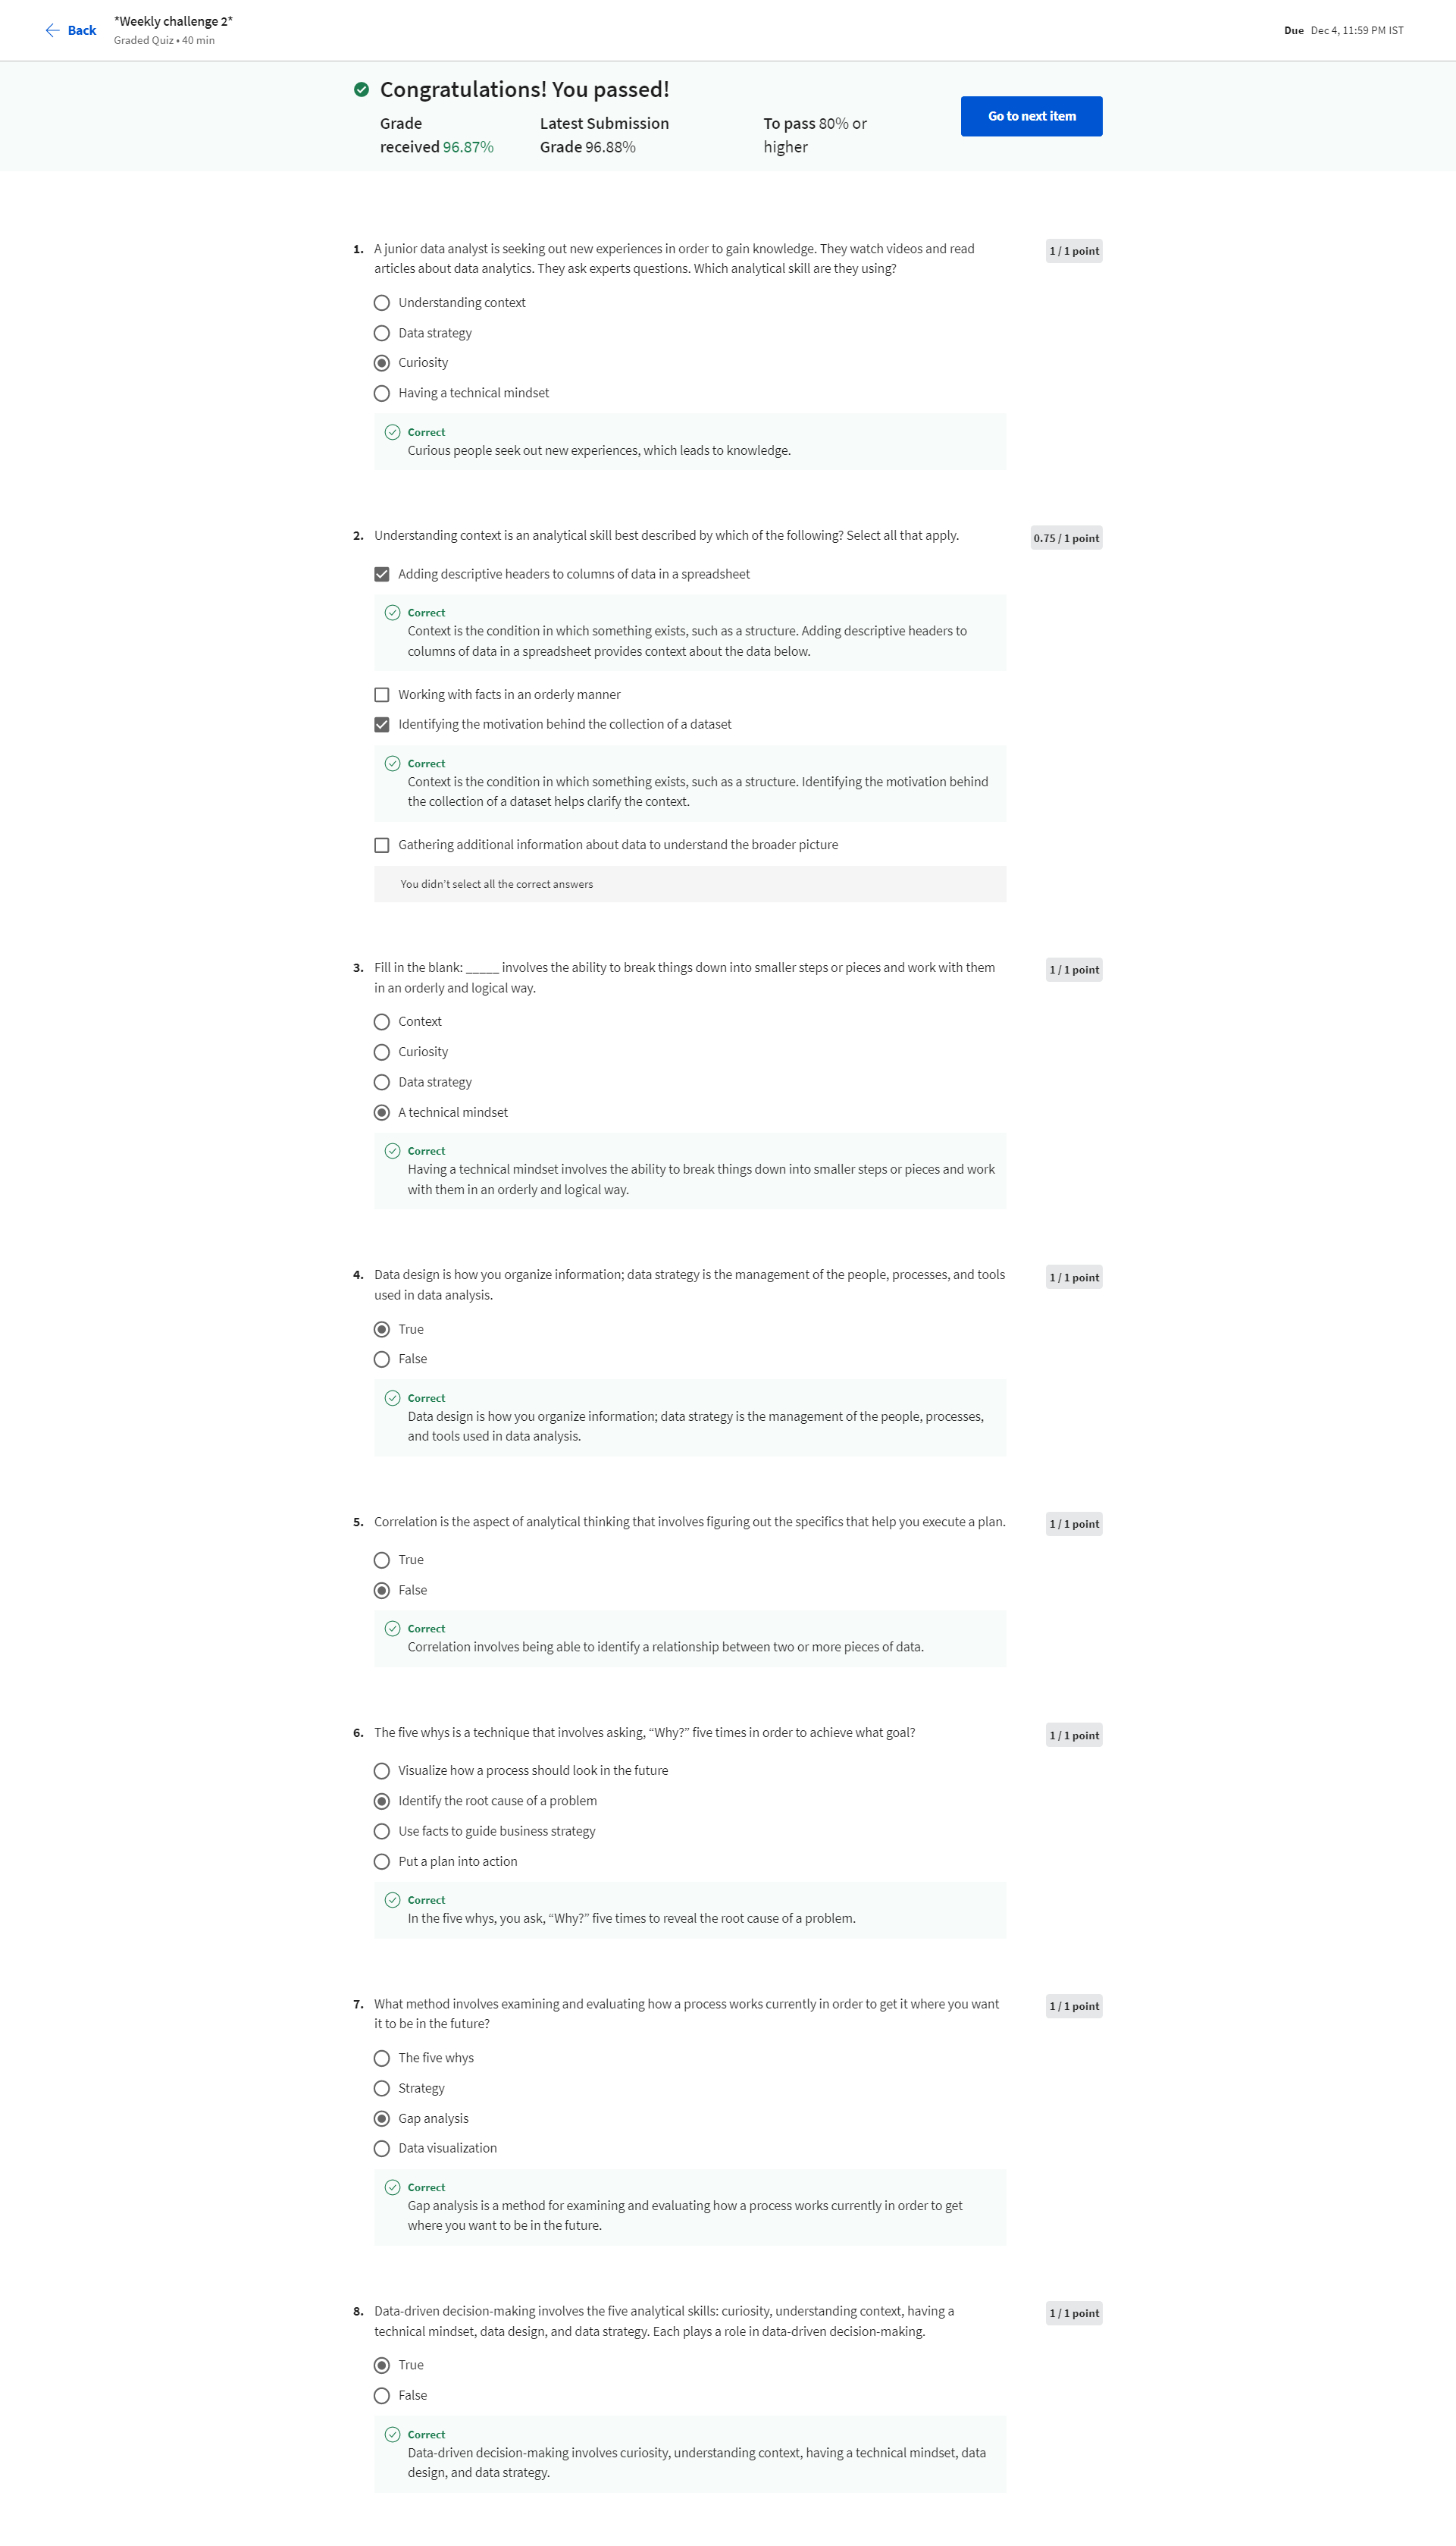 Back
*Weekly challenge 2*
Graded Quiz • 40 min
Due Dec 4, 11:59 PM IST
Congratulations! You passed!
Grade
received 96.87%
Latest Submission
Grade 96.88%
To pass 80% or
higher
Go to next item
1. A junior data analyst is seeking out new experiences in order to gain knowledge. They watch videos and read
articles about data analytics. They ask experts questions. Which analytical skill are they using?
1 / 1 point
Understanding context
Data strategy
Curiosity
Having a technical mindset
Correct
Curious people seek out new experiences, which leads to knowledge.
2. Understanding context is an analytical skill best described by which of the following? Select all that apply.
0.75 / 1 point
Adding descriptive headers to columns of data in a spreadsheet
Correct
Context is the condition in which something exists, such as a structure. Adding descriptive headers to
columns of data in a spreadsheet provides context about the data below.
Working with facts in an orderly manner
Identifying the motivation behind the collection of a dataset
Correct
Context is the condition in which something exists, such as a structure. Identifying the motivation behind
the collection of a dataset helps clarify the context.
Gathering additional information about data to understand the broader picture
You didn't select all the correct answers
3. Fill in the blank: _____ involves the ability to break things down into smaller steps or pieces and work with them
in an orderly and logical way.
1 / 1 point
Context
Curiosity
Data strategy
A technical mindset
Correct
Having a technical mindset involves the ability to break things down into smaller steps or pieces and work
with them in an orderly and logical way.
4. Data design is how you organize information; data strategy is the management of the people, processes, and tools
used in data analysis.
1 / 1 point
True
False
Correct
Data design is how you organize information; data strategy is the management of the people, processes,
and tools used in data analysis.
5. Correlation is the aspect of analytical thinking that involves figuring out the specifics that help you execute a plan.
1 / 1 point
True
False
Correct
Correlation involves being able to identify a relationship between two or more pieces of data.
6. The five whys is a technique that involves asking, “Why?” five times in order to achieve what goal?
1 / 1 point
Visualize how a process should look in the future
Identify the root cause of a problem
Use facts to guide business strategy
Put a plan into action
Correct
In the five whys, you ask, “Why?” five times to reveal the root cause of a problem.
7. What method involves examining and evaluating how a process works currently in order to get it where you want
it to be in the future?
1 / 1 point
The five whys
Strategy
Gap analysis
Data visualization
Correct
Gap analysis is a method for examining and evaluating how a process works currently in order to get
where you want to be in the future.
8. Data-driven decision-making involves the five analytical skills: curiosity, understanding context, having a
technical mindset, data design, and data strategy. Each plays a role in data-driven decision-making.
1 / 1 point
True
False
Correct
Data-driven decision-making involves curiosity, understanding context, having a technical mindset, data
design, and data strategy.